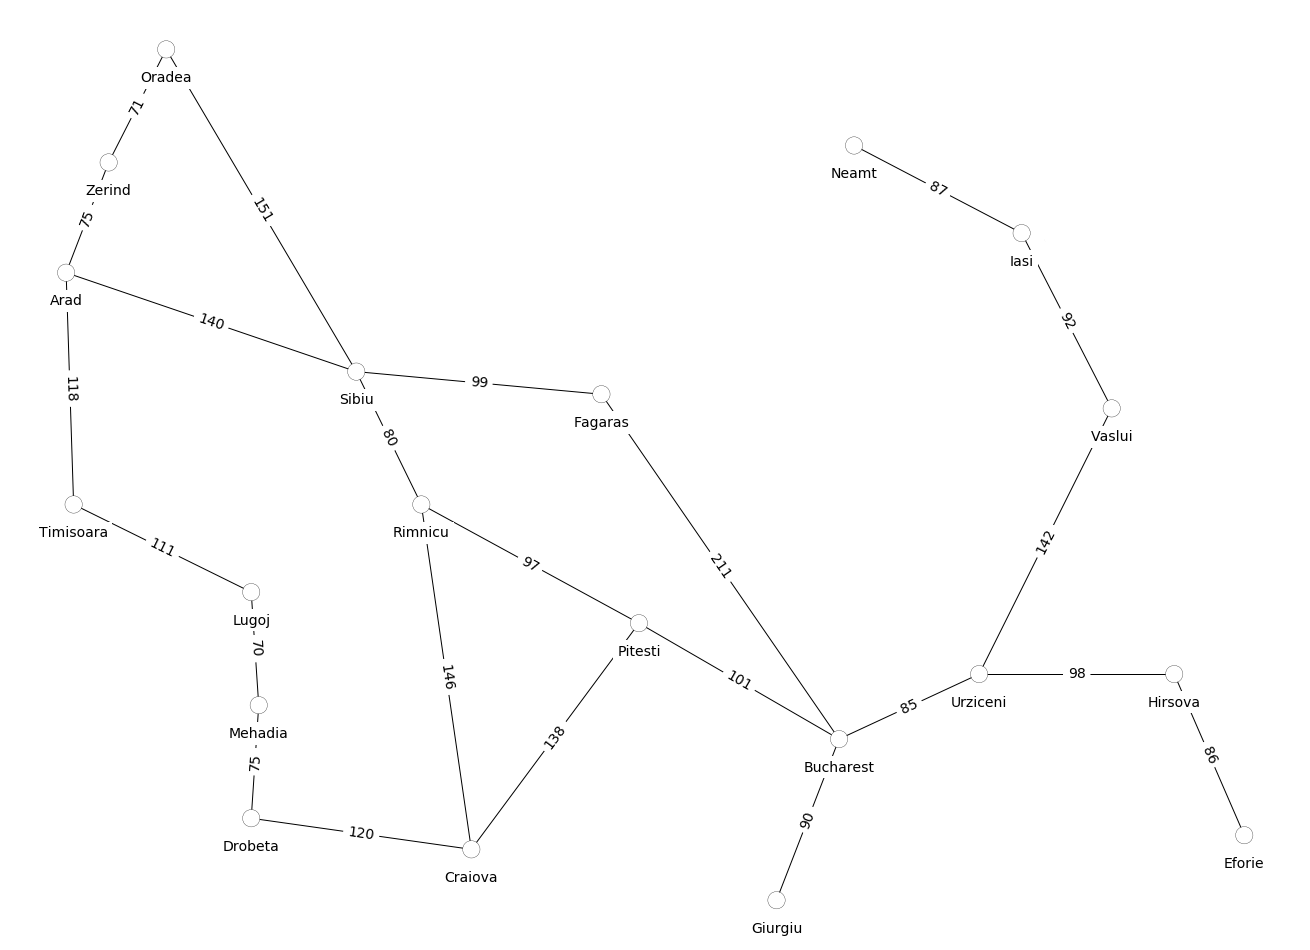 Oradea
71
Neamt
Zerind
87
151
75
Iasi
Arad
140
92
99
118
Sibiu
Fagaras
80
Vaslui
Timisoara
Rimnicu
142
111
97
211
Lugoj
70
Pitesti
146
98
101
Urziceni
Hirsova
85
Mehadia
138
86
75
Bucharest
90
120
Drobeta
Eforie
Craiova
Giurgiu